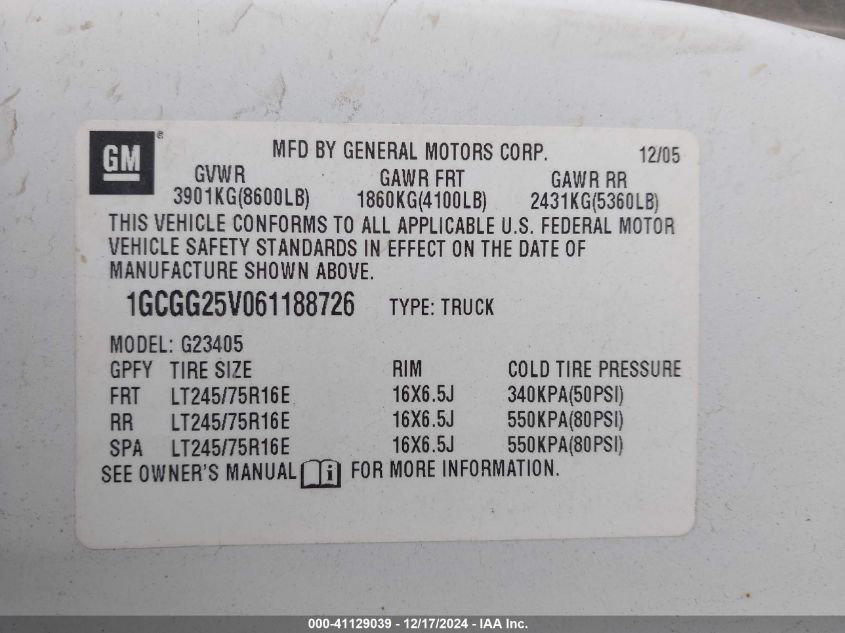 GM®
MFD BY GENERAL MOTORS CORP. 12/05
GVWR GAWR FRT GAWR RR
3901KG(8600LB) 1860KG(4100LB) 2431KG(5360LB)
THIS VEHICLE CONFORMS TO ALL APPLICABLE U.S. FEDERAL MOTOR
VEHICLE SAFETY STANDARDS IN EFFECT ON THE DATE OF
MANUFACTURE SHOWN ABOVE.
1GCGG25V061188726 TYPE: TRUCK
MODEL: G23405
GPFY TIRE SIZE RIM COLD TIRE PRESSURE
FRT LT245/75R16E 16X6.5J 340KPA(50PSI)
RR LT245/75R16E 16X6.5J 550KPA(80PSI)
SPA LT245/75R16E 16X6.5J 550KPA(80PSI)
SEE OWNER'S MANUAL i FOR MORE INFORMATION.
000-41129039 - 12/17/2024 - IAA Inc.